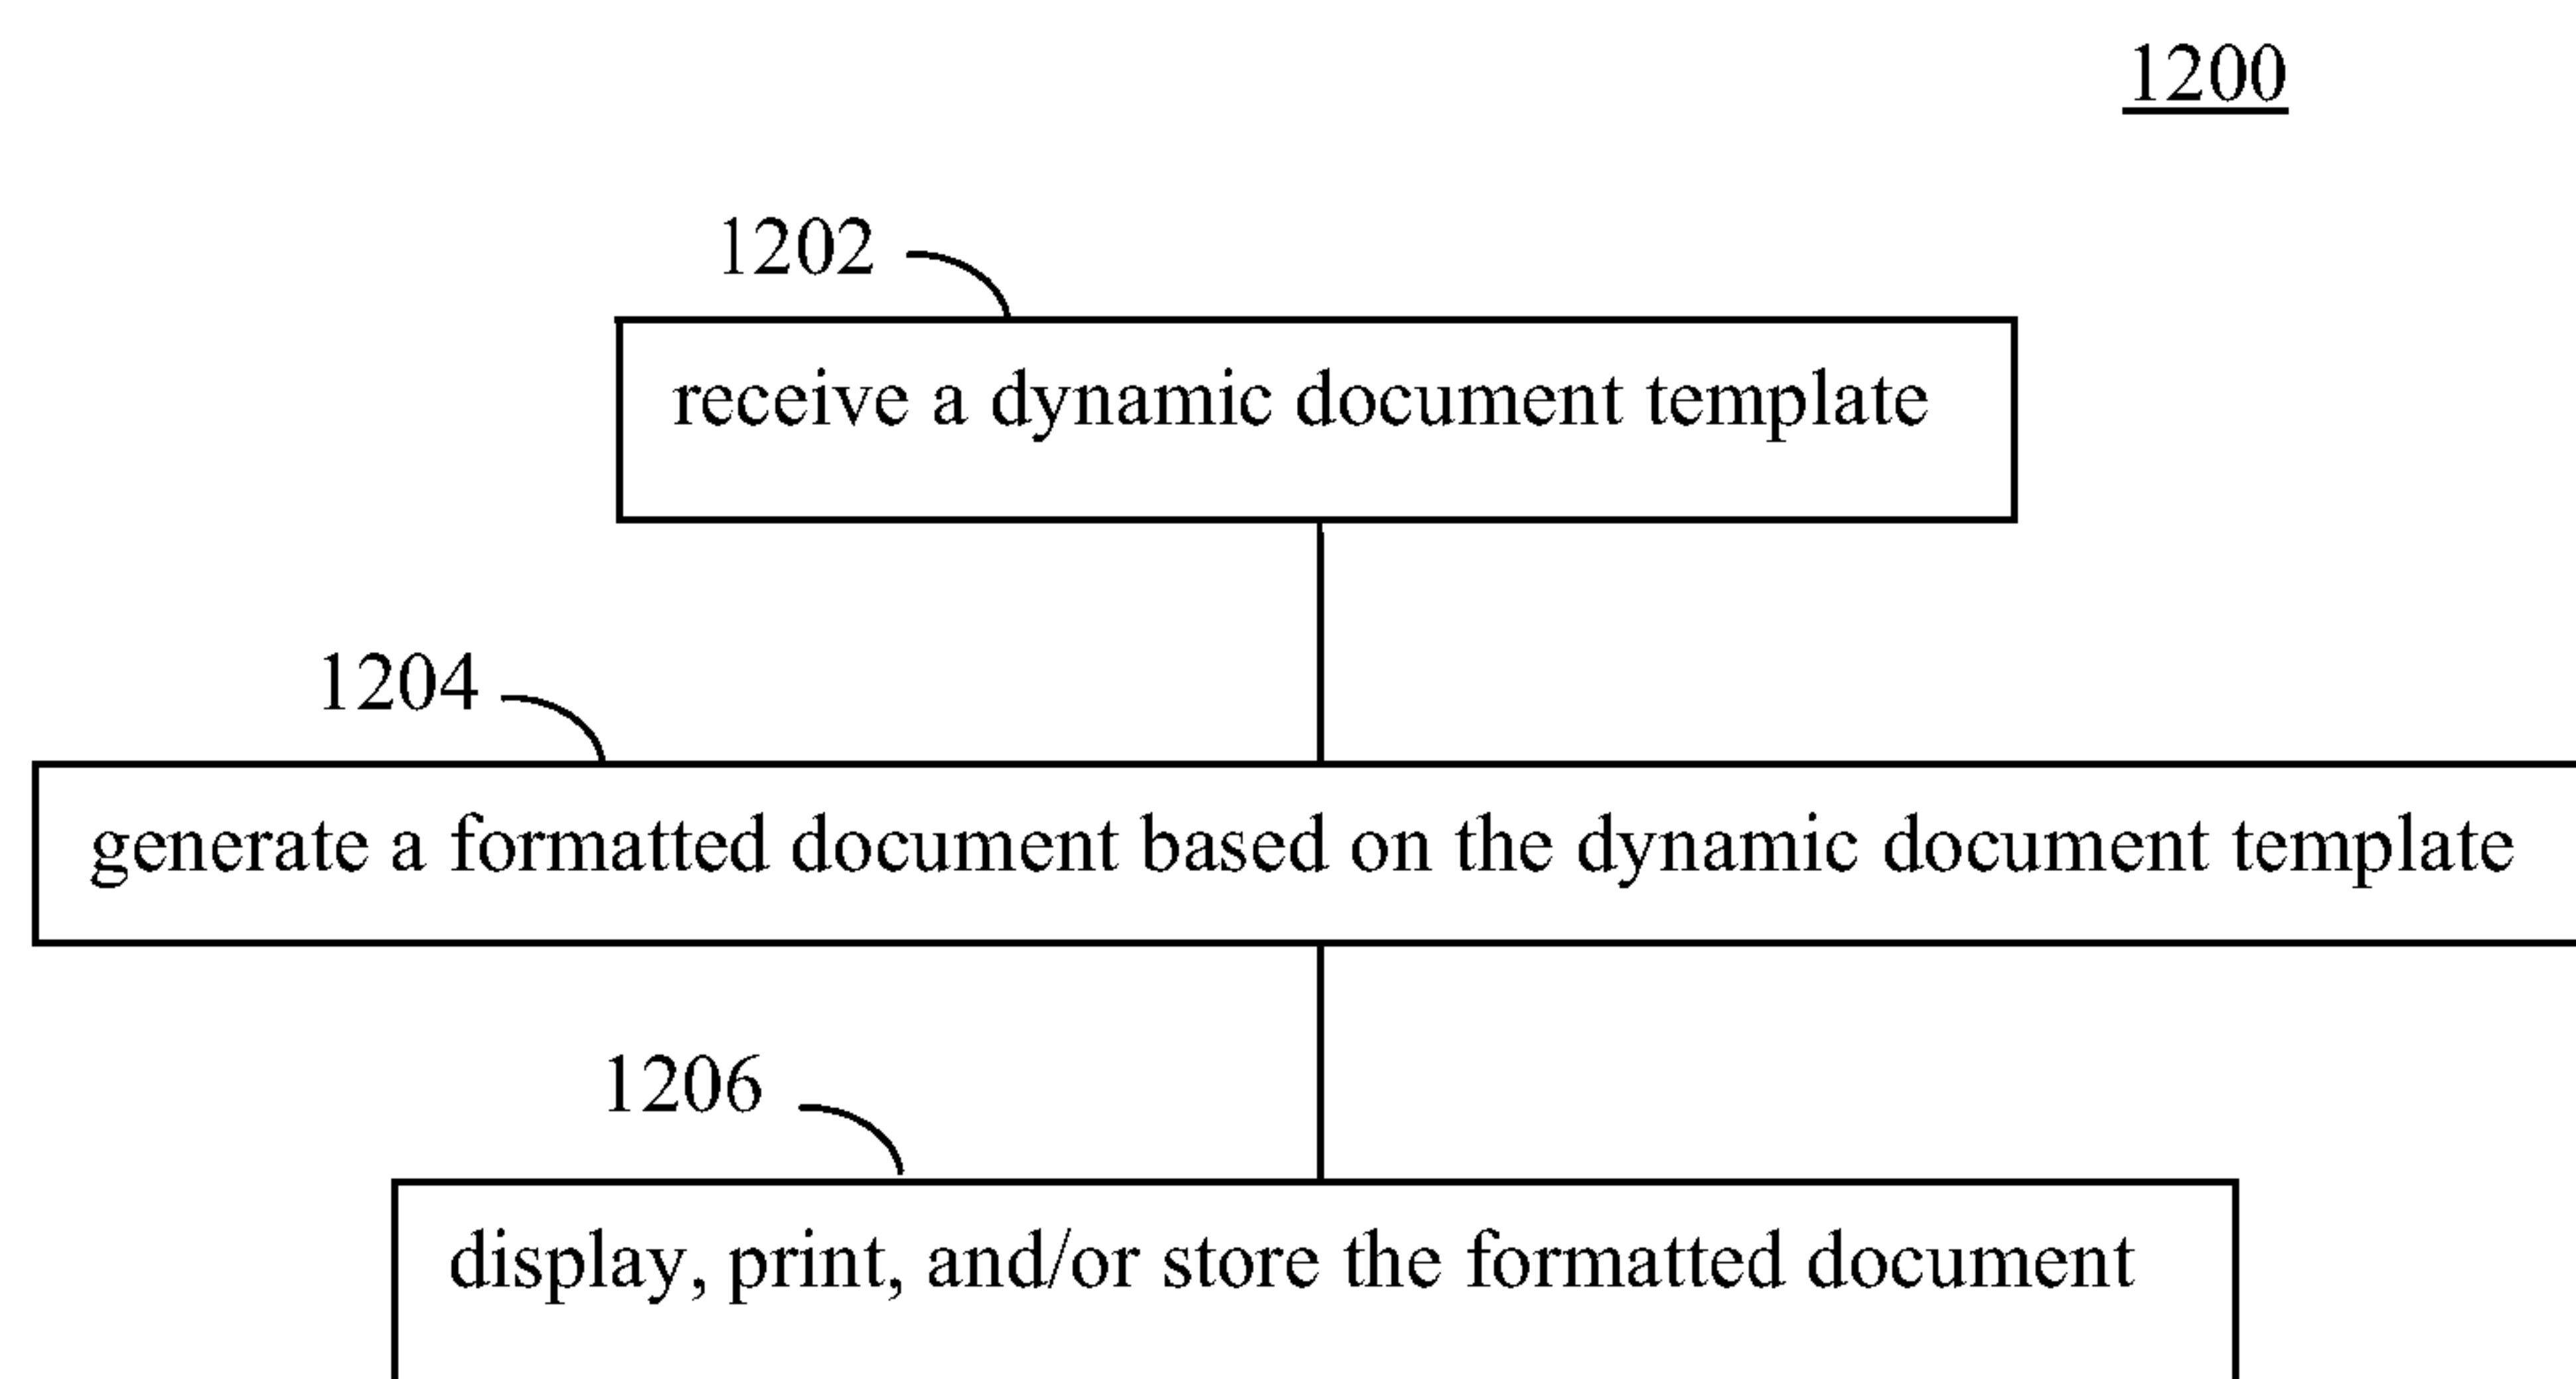 1200
1202
receive a dynamic document template
1204
generate a formatted document based on the dynamic document template
1206
display, print, and/or store the formatted document